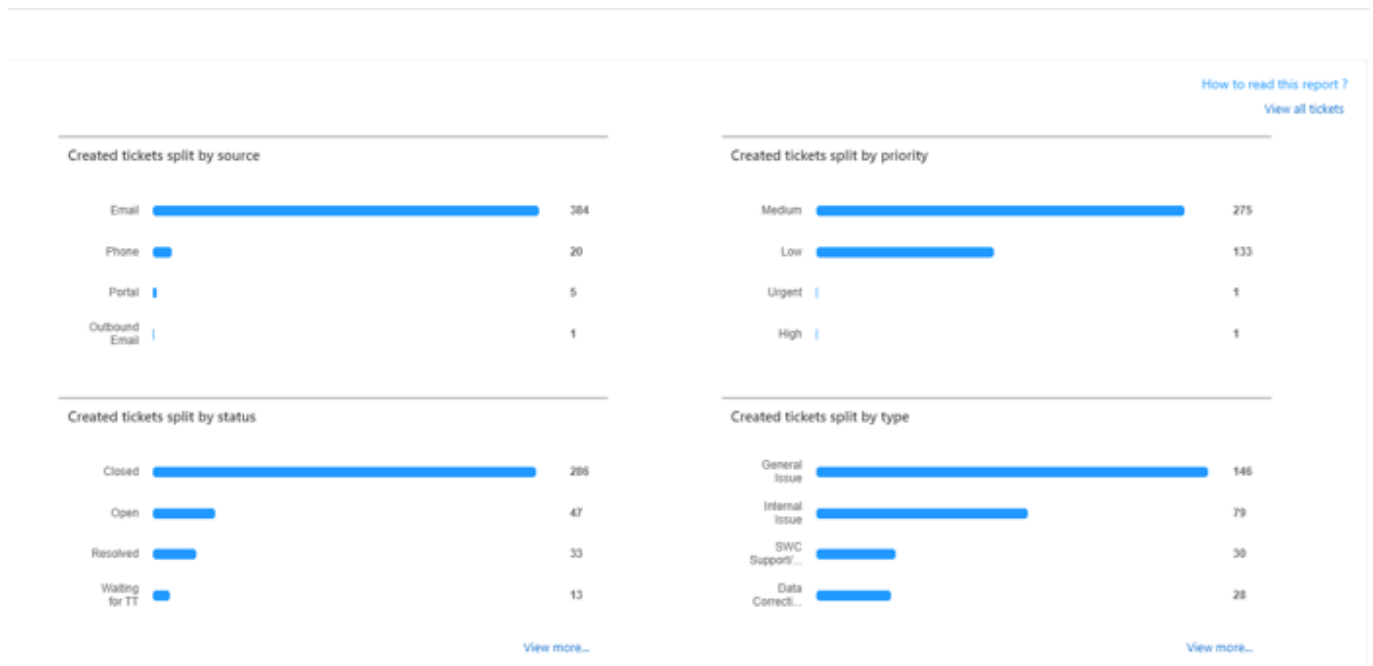 How to read this report ?
View all tickets
Created tickets split by source
Email 384
Phone 20
Portal 5
Outbound
Email 1
Created tickets split by priority
Medium 275
Low 133
Urgent 1
High 1
Created tickets split by status
Closed 286
Open 47
Resolved 33
Waiting
for TT 13
View more...
Created tickets split by type
General
Issue 146
Internal
Issue 79
SWC
Support/... 30
Data
Correcti... 28
View more...